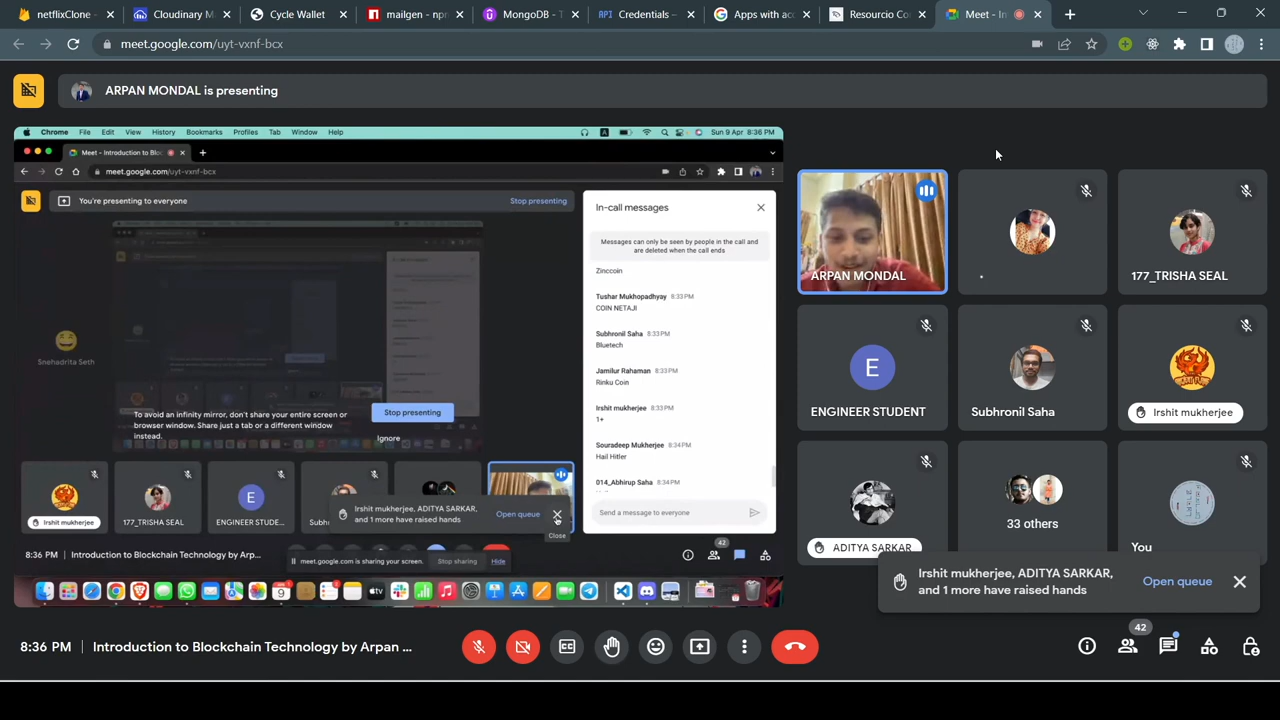 netflixClone -
Cloudinary M
Cycle Wallet
mailgen - npr
MongoDB - T
API Credentials -
Apps with acc
Resourcio Co
Meet - In
meet.google.com/uyt-vxnf-bcx
ARPAN MONDAL is presenting
Chrome File Edit View History Bookmarks Profiles Tab Window Help
A
Sun 9 Apr 8:36 PM
Meet - Introduction to Blo
meet.google.com/uyt-vxnf-bcx
You're presenting to everyone
Stop presenting
In-call messages
Messages can only be seen by people in the call and
are deleted when the call ends
Zinccoin
Tushar Mukhopadhyay 8:33 PM
COIN NETAJI
Subhronil Saha 8:33 PM
Bluetech
Jamilur Rahaman 8:33 PM
Rinku Coin
Irshit mukherjee 8:33 PM
1+
Souradeep Mukherjee 8:34 PM
Hail Hitler
014_Abhirup Saha 8:34 PM
Send a message to everyone
Snehadrita Seth
To avoid an infinity mirror, don't share your entire screen or
browser window. Share just a tab or a different window
instead.
Stop presenting
Ignore
Irshit mukherjee
177_TRISHA SEAL
E
ENGINEER STUDE...
Subh
Irshit mukherjee, ADITYA SARKAR,
and 1 more have raised hands
Open queue
Close
8:36 PM Introduction to Blockchain Technology by Arp...
42
meet.google.com is sharing your screen.
Stop sharing
Hide
ARPAN MONDAL
.
177_TRISHA SEAL
E
ENGINEER STUDENT
Subhronil Saha
Irshit mukherjee
ADITYA SARKAR
33 others
You
Irshit mukherjee, ADITYA SARKAR,
and 1 more have raised hands
Open queue
8:36 PM Introduction to Blockchain Technology by Arpan ...
42